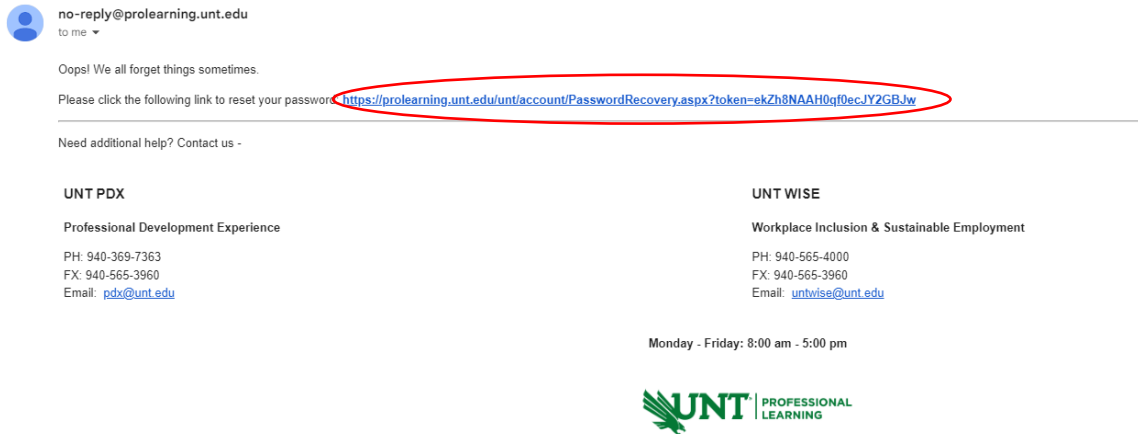 no-reply@prolearning.unt.edu
to me
Oops! We all forget things sometimes.
Please click the following link to reset your password https://prolearning.unt.edu/unt/account/PasswordRecovery.aspx?token=ekZh8NAAH0qf0ecJY2GBJw
Need additional help? Contact us -
UNT PDX
Professional Development Experience
PH: 940-369-7363
FX: 940-565-3960
Email: pdx@unt.edu
UNT WISE
Workplace Inclusion & Sustainable Employment
PH: 940-565-4000
FX: 940-565-3960
Email: untwise@unt.edu
Monday - Friday: 8:00 am - 5:00 pm
UNT PROFESSIONAL
LEARNING